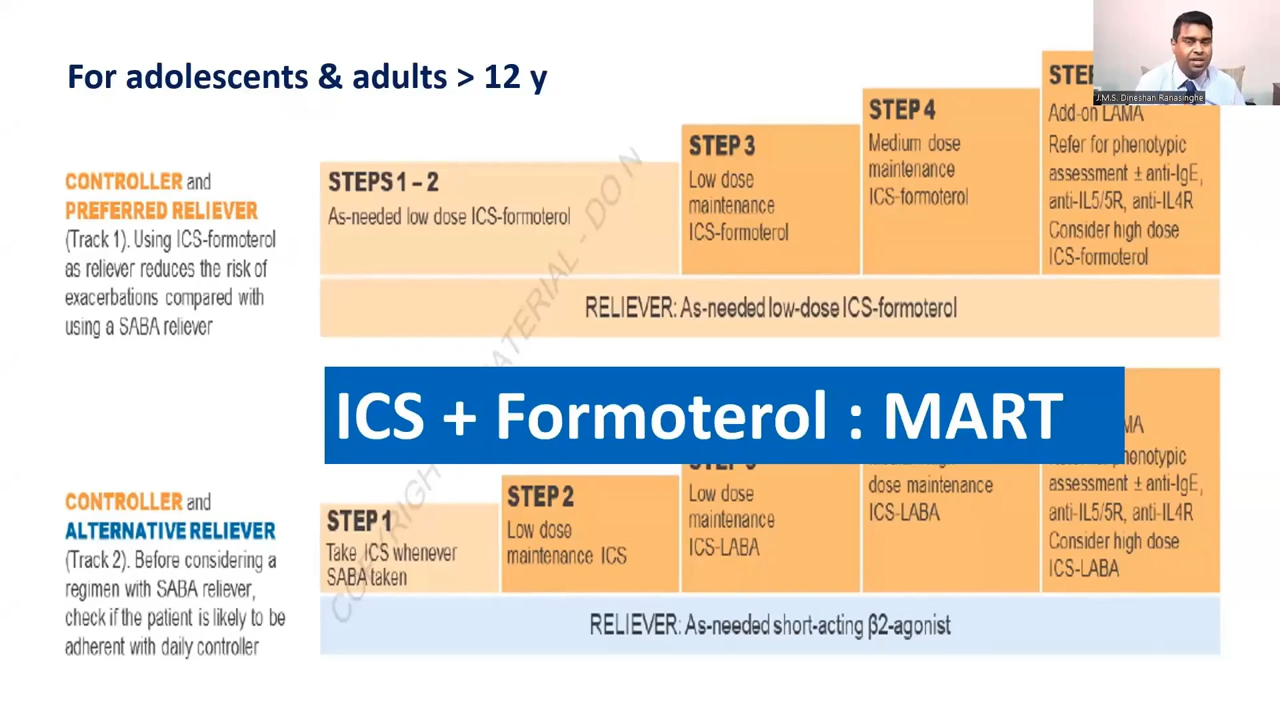 For adolescents & adults > 12 y
J.M.S. Dineshan Ranasinghe
CONTROLLER and
PREFERRED RELIEVER
(Track 1). Using ICS-formoterol
as reliever reduces the risk of
exacerbations compared with
using a SABA reliever
STEPS 1 – 2
As-needed low dose ICS-formoterol
STEP 3
Low dose
maintenance
ICS-formoterol
STEP 4
Medium dose
maintenance
ICS-formoterol
Add-on LAMA
Refer for phenotypic
assessment ± anti-IgE,
anti-IL5/5R, anti-IL4R
Consider high dose
ICS-formoterol
RELIEVER: As-needed low-dose ICS-formoterol
ICS + Formoterol : MART
CONTROLLER and
ALTERNATIVE RELIEVER
(Track 2). Before considering a
regimen with SABA reliever,
check if the patient is likely to be
adherent with daily controller
STEP 1
Take ICS whenever
SABA taken
STEP 2
Low dose
maintenance ICS
Low dose
maintenance
ICS-LABA
dose maintenance
ICS-LABA
assessment ± anti-IgE,
anti-IL5/5R, anti-IL4R
Consider high dose
ICS-LABA
RELIEVER: As-needed short-acting β2-agonist